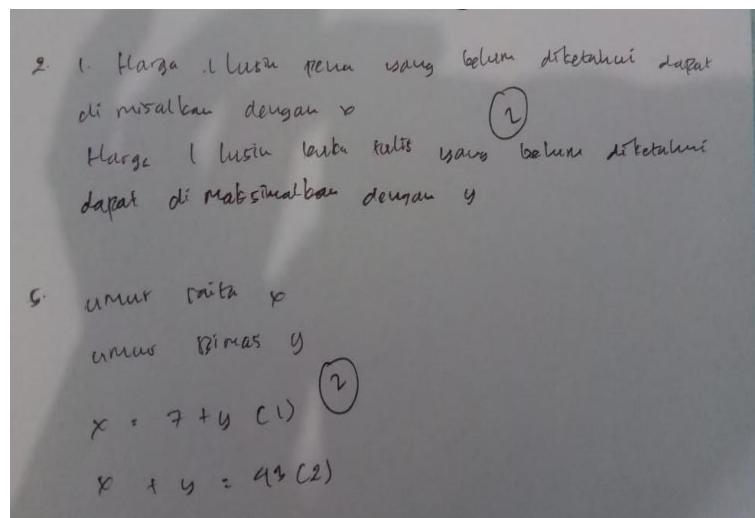 2. 1. Harga 1 lusin pena yang belum diketahui dapat
di misalkan dengan x
2
Harga 1 lusin buku tulis yang belum diketahui
dapat di maksimalkan dengan y
5. umur raita x
umur Bimas y
2
x = 7 + y (1)
x + y = 43 (2)